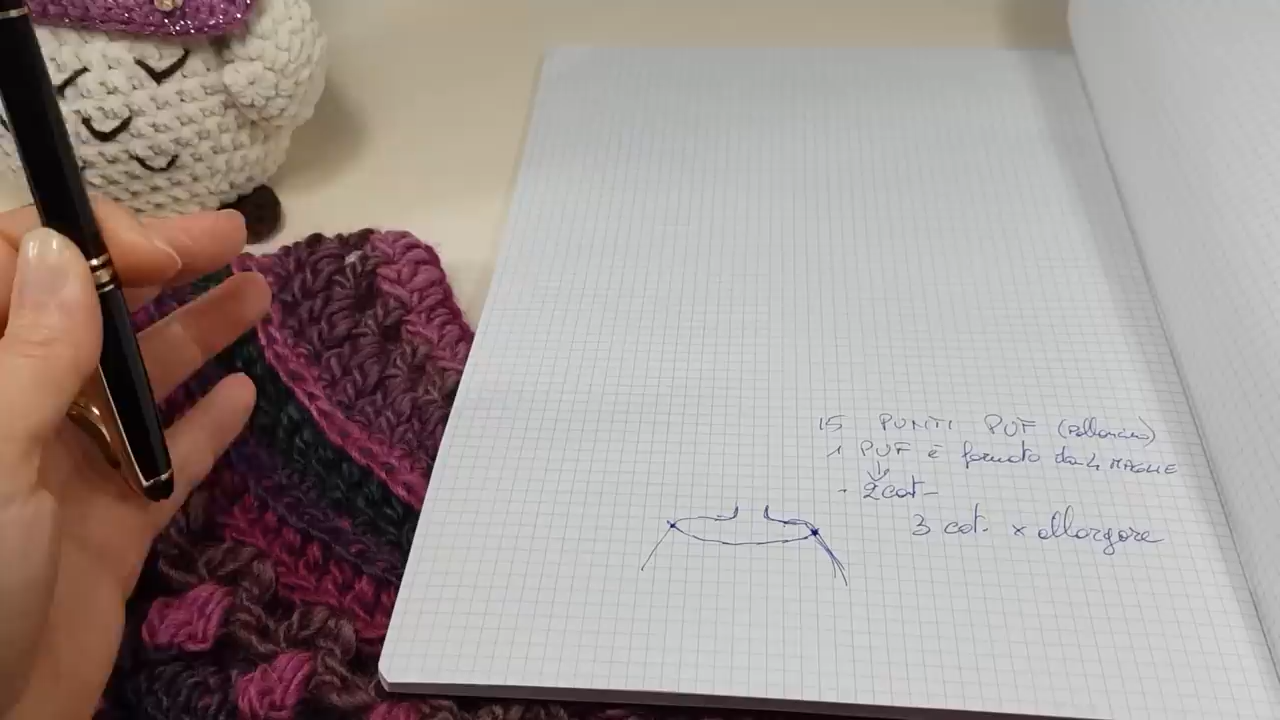 15 PUNTI PUF (palloncino)
1 PUF è formato da 4 MAGLIE
- 2 cat -
3 cat. x allargare